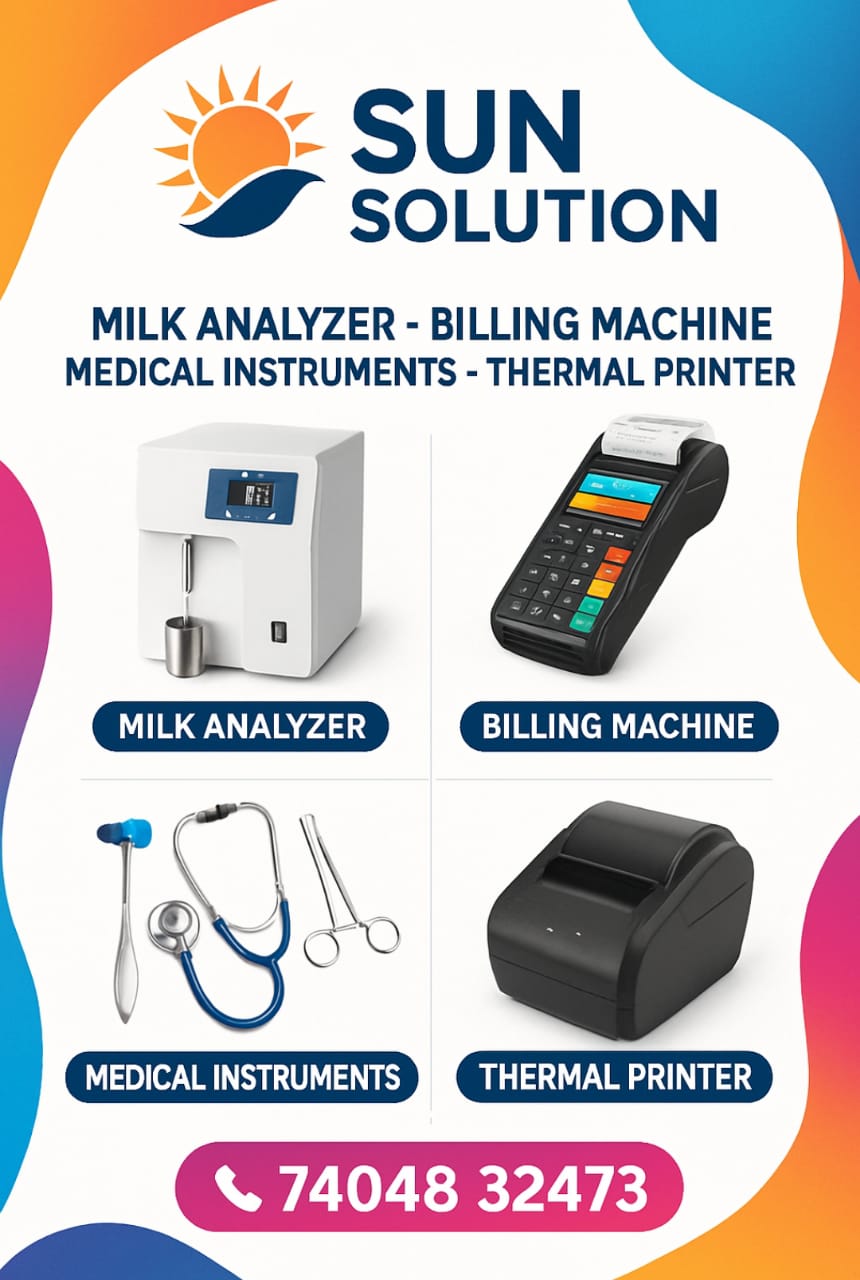 SUN
SOLUTION
MILK ANALYZER - BILLING MACHINE
MEDICAL INSTRUMENTS - THERMAL PRINTER
MILK ANALYZER
BILLING MACHINE
MEDICAL INSTRUMENTS
THERMAL PRINTER
74048 32473